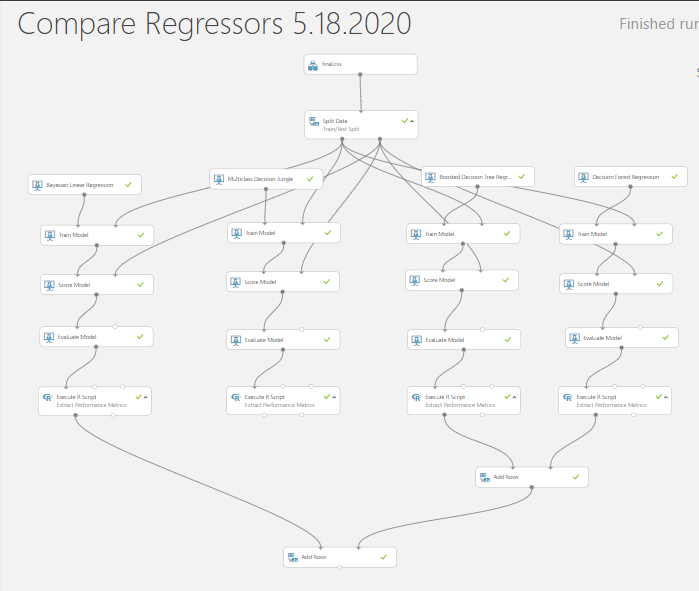 Compare Regressors 5.18.2020
Finished run
final.csv
Split Data
Train/Test Split
Bayesian Linear Regression
Multiclass Decision Jungle
Boosted Decision Tree Regr...
Decision Forest Regression
Train Model
Train Model
Train Model
Train Model
Score Model
Score Model
Score Model
Score Model
Evaluate Model
Evaluate Model
Evaluate Model
Evaluate Model
Execute R Script
Extract Performance Metrics
Execute R Script
Extract Performance Metrics
Execute R Script
Extract Performance Metrics
Execute R Script
Extract Performance Metrics
Add Rows
Add Rows